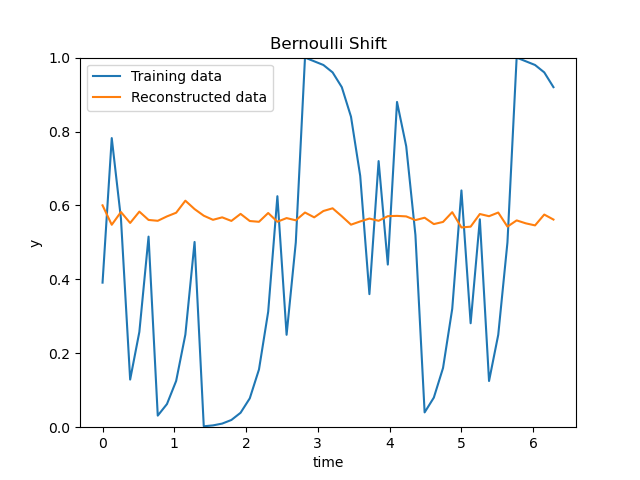 Bernoulli Shift
Training data
Reconstructed data
1.0
0.8
0.6
0.4
0.2
0.0
y
0 1 2 3 4 5 6
time